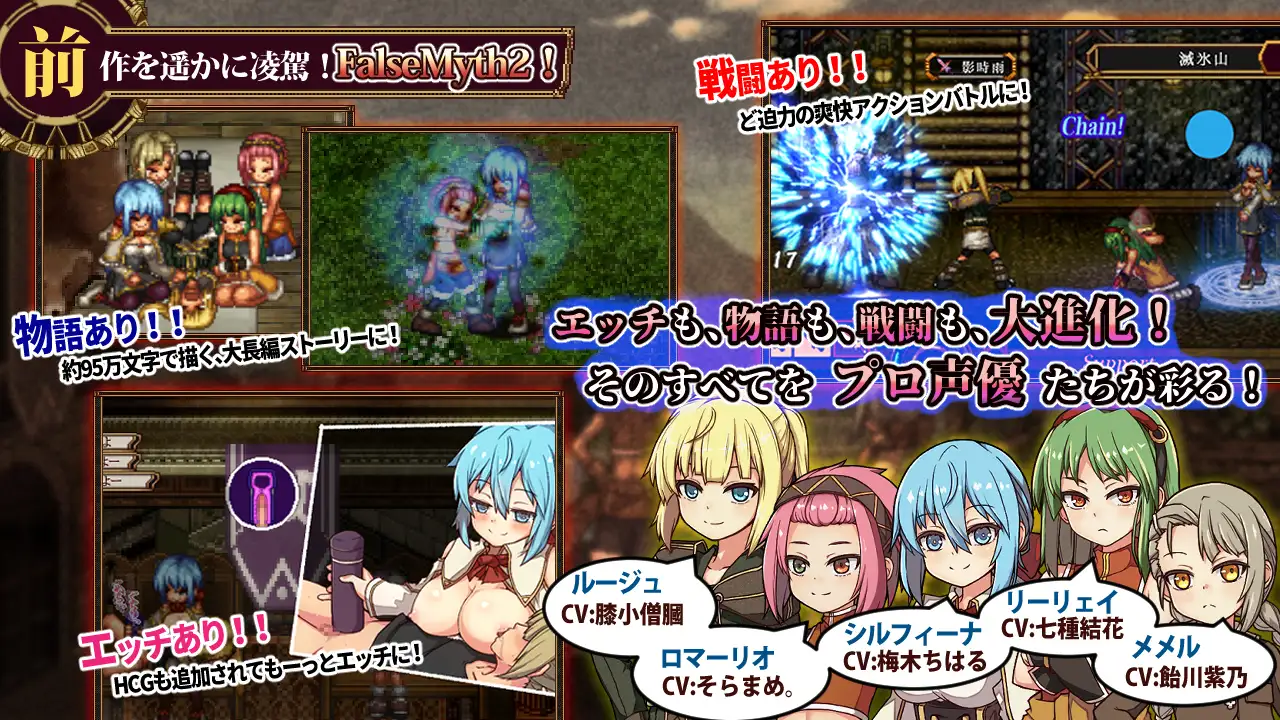 前作を遥かに凌駕!FalseMyth2!
戦闘あり!!
ど迫力の爽快アクションバトルに!
影時雨
滅氷山
Chain!
17
物語あり!!
約95万文字で描く、大長編ストーリーに!
エッチも、物語も、戦闘も、大進化!
Support
そのすべてをプロ声優たちが彩る!
エッチあり!!
HCGも追加されてもーっとエッチに!
ルージュ
CV:膝小僧臓
ロマーリオ
CV:そらまめ。
シルフィーナ
CV:梅木ちはる
リーリェイ
CV:七種結花
メメル
CV:飴川紫乃